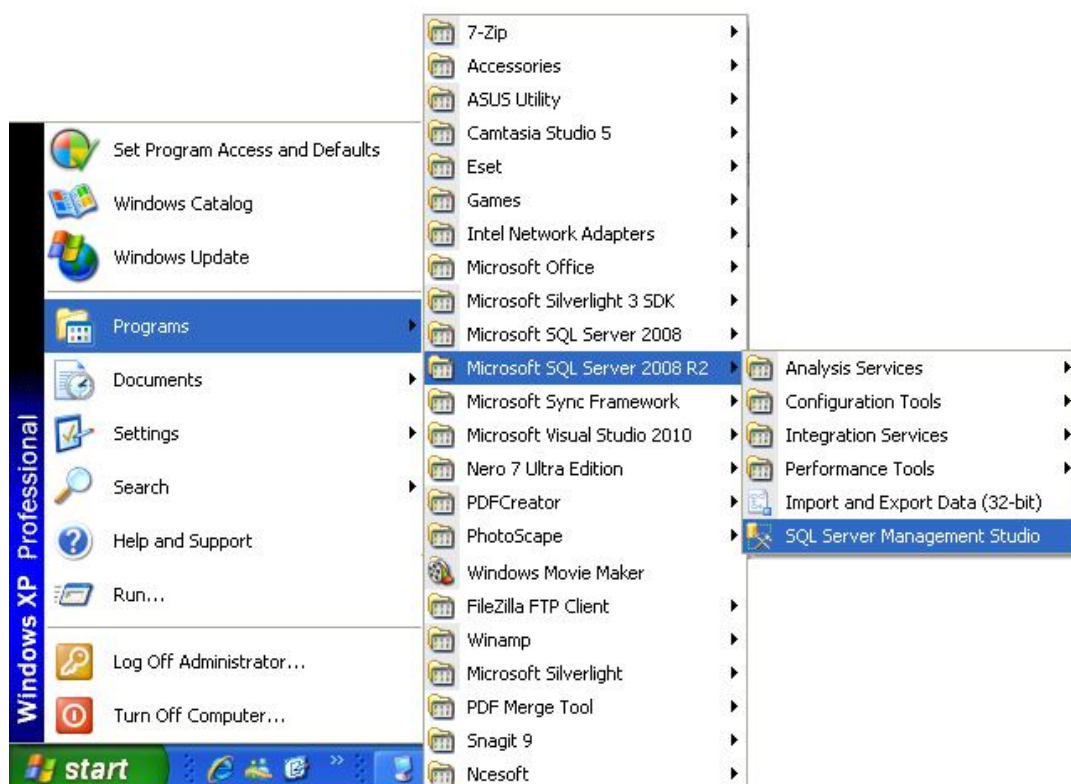 Set Program Access and Defaults
Windows Catalog
Windows Update
Programs
Documents
Settings
Search
Help and Support
Run...
Log Off Administrator...
Turn Off Computer...
Windows XP Professional
start
7-Zip
Accessories
ASUS Utility
Camtasia Studio 5
Eset
Games
Intel Network Adapters
Microsoft Office
Microsoft Silverlight 3 SDK
Microsoft SQL Server 2008
Microsoft SQL Server 2008 R2
Microsoft Sync Framework
Microsoft Visual Studio 2010
Nero 7 Ultra Edition
PDFCreator
PhotoScape
Windows Movie Maker
FileZilla FTP Client
Winamp
Microsoft Silverlight
PDF Merge Tool
Snagit 9
Ncesoft
Analysis Services
Configuration Tools
Integration Services
Performance Tools
Import and Export Data (32-bit)
SQL Server Management Studio